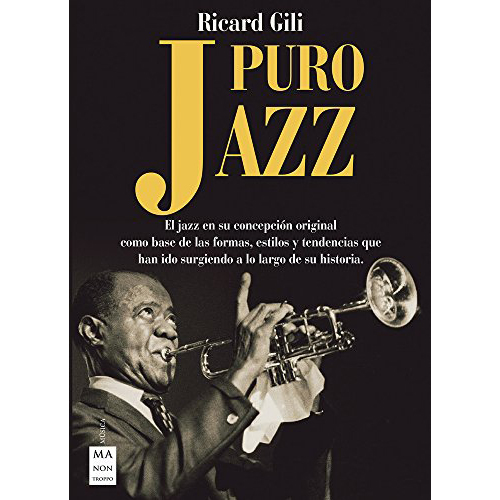 Ricard Gili
PURO
JAZZ
El jazz en su concepción original
como base de las formas, estilos y tendencias que
han ido surgiendo a lo largo de su historia.
MÚSICA
MA
NON
TROPPO